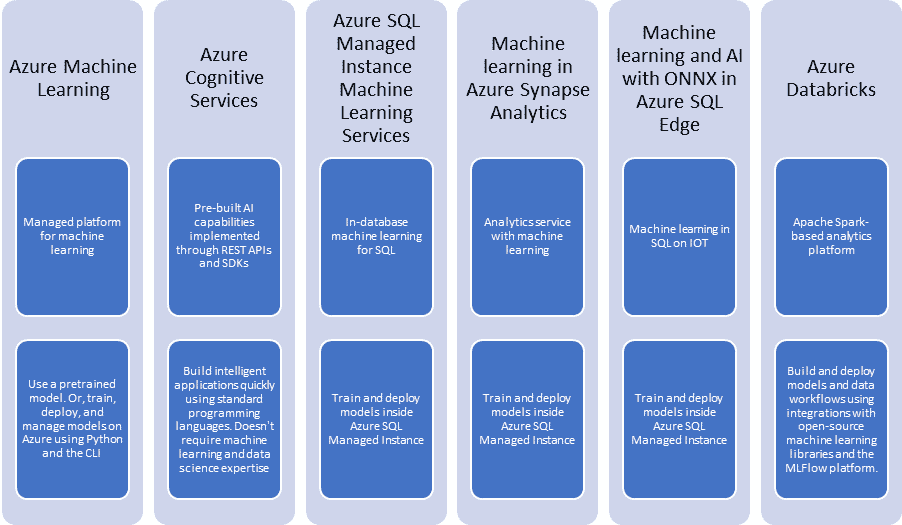 Azure Machine
Learning
Managed platform
for machine
learning
Use a pretrained
model. Or, train,
deploy, and
manage models on
Azure using Python
and the CLI
Azure
Cognitive
Services
Pre-built AI
capabilities
implemented
through REST APIs
and SDKs
Build intelligent
applications quickly
using standard
programming
languages. Doesn't
require machine
learning and data
science expertise
Azure SQL
Managed
Instance
Machine
Learning
Services
In-database
machine learning
for SQL
Train and deploy
models inside
Azure SQL
Managed Instance
Machine
learning in
Azure Synapse
Analytics
Analytics service
with machine
learning
Train and deploy
models inside
Azure SQL
Managed Instance
Machine
learning and AI
with ONNX in
Azure SQL
Edge
Machine learning in
SQL on IOT
Train and deploy
models inside
Azure SQL
Managed Instance
Azure
Databricks
Apache Spark-
based analytics
platform
Build and deploy
models and data
workflows using
integrations with
open-source
machine learning
libraries and the
MLFlow platform.